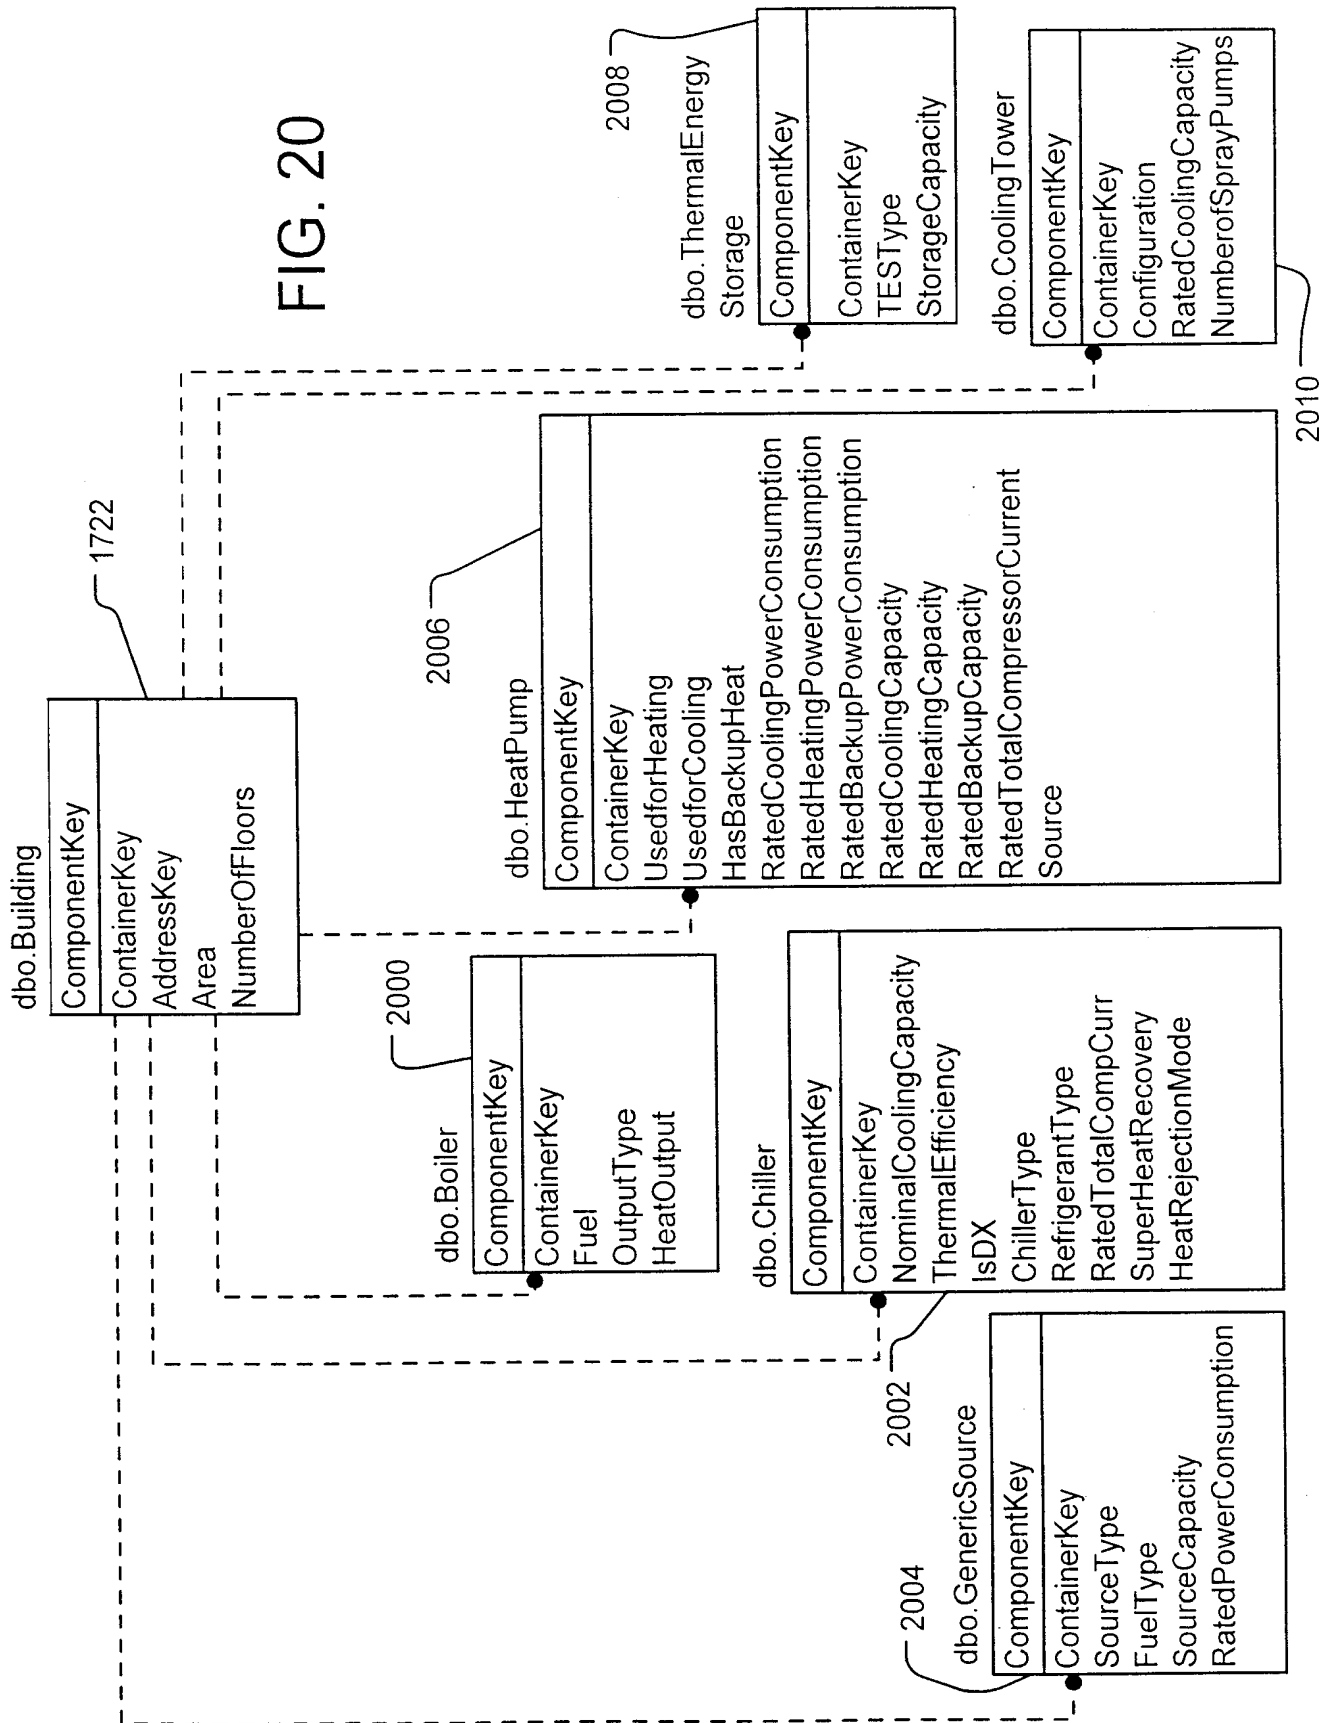 FIG. 20
dbo.Building
1722
ComponentKey
ContainerKey
AddressKey
Area
NumberOfFloors
dbo.Boiler
2000
ComponentKey
ContainerKey
Fuel
OutputType
HeatOutput
dbo.Chiller
2002
ComponentKey
ContainerKey
NominalCoolingCapacity
ThermalEfficiency
IsDX
ChillerType
RefrigerantType
RatedTotalCompCurr
SuperHeatRecovery
HeatRejectionMode
dbo.GenericSource
2004
ComponentKey
ContainerKey
SourceType
FuelType
SourceCapacity
RatedPowerConsumption
dbo.HeatPump
2006
ComponentKey
ContainerKey
UsedforHeating
UsedforCooling
HasBackupHeat
RatedCoolingPowerConsumption
RatedHeatingPowerConsumption
RatedBackupPowerConsumption
RatedCoolingCapacity
RatedHeatingCapacity
RatedBackupCapacity
RatedTotalCompressorCurrent
Source
dbo.ThermalEnergy
Storage
2008
ComponentKey
ContainerKey
TESType
StorageCapacity
dbo.CoolingTower
2010
ComponentKey
ContainerKey
Configuration
RatedCoolingCapacity
NumberofSprayPumps